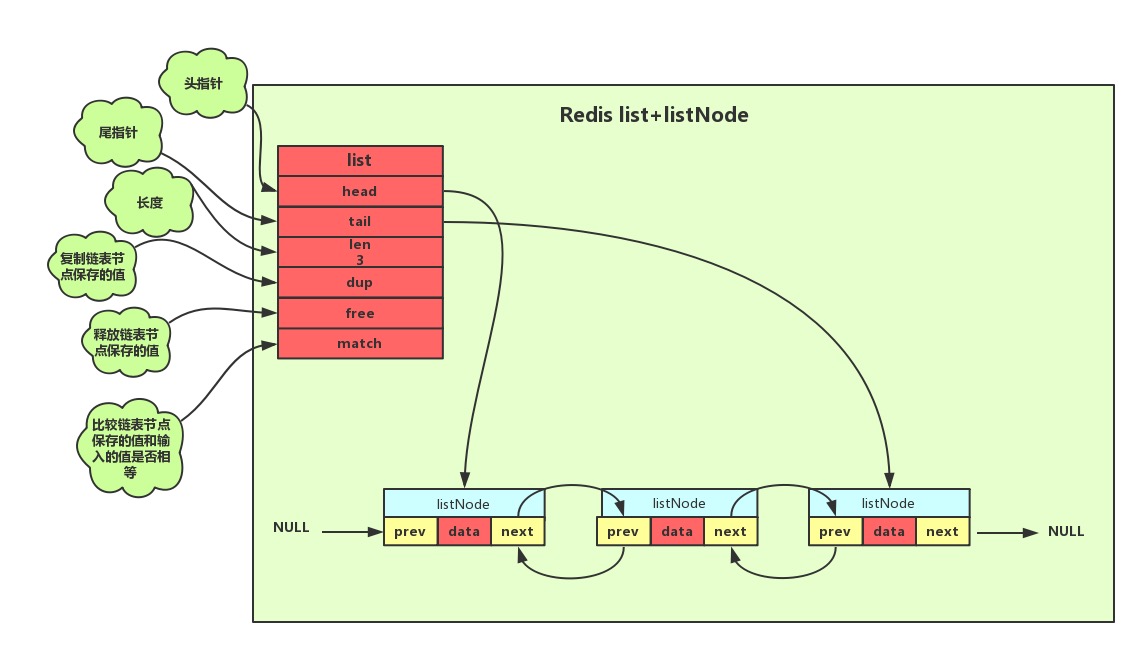 头指针
Redis list+listNode
尾指针
list
head
长度
tail
len
3
复制链表节
点保存的值
dup
free
释放链表节
点保存的值
match
比较链表节点
保存的值和输
入的值是否相
等
listNode
listNode
listNode
NULL
prev data next
prev data next
prev data next
NULL